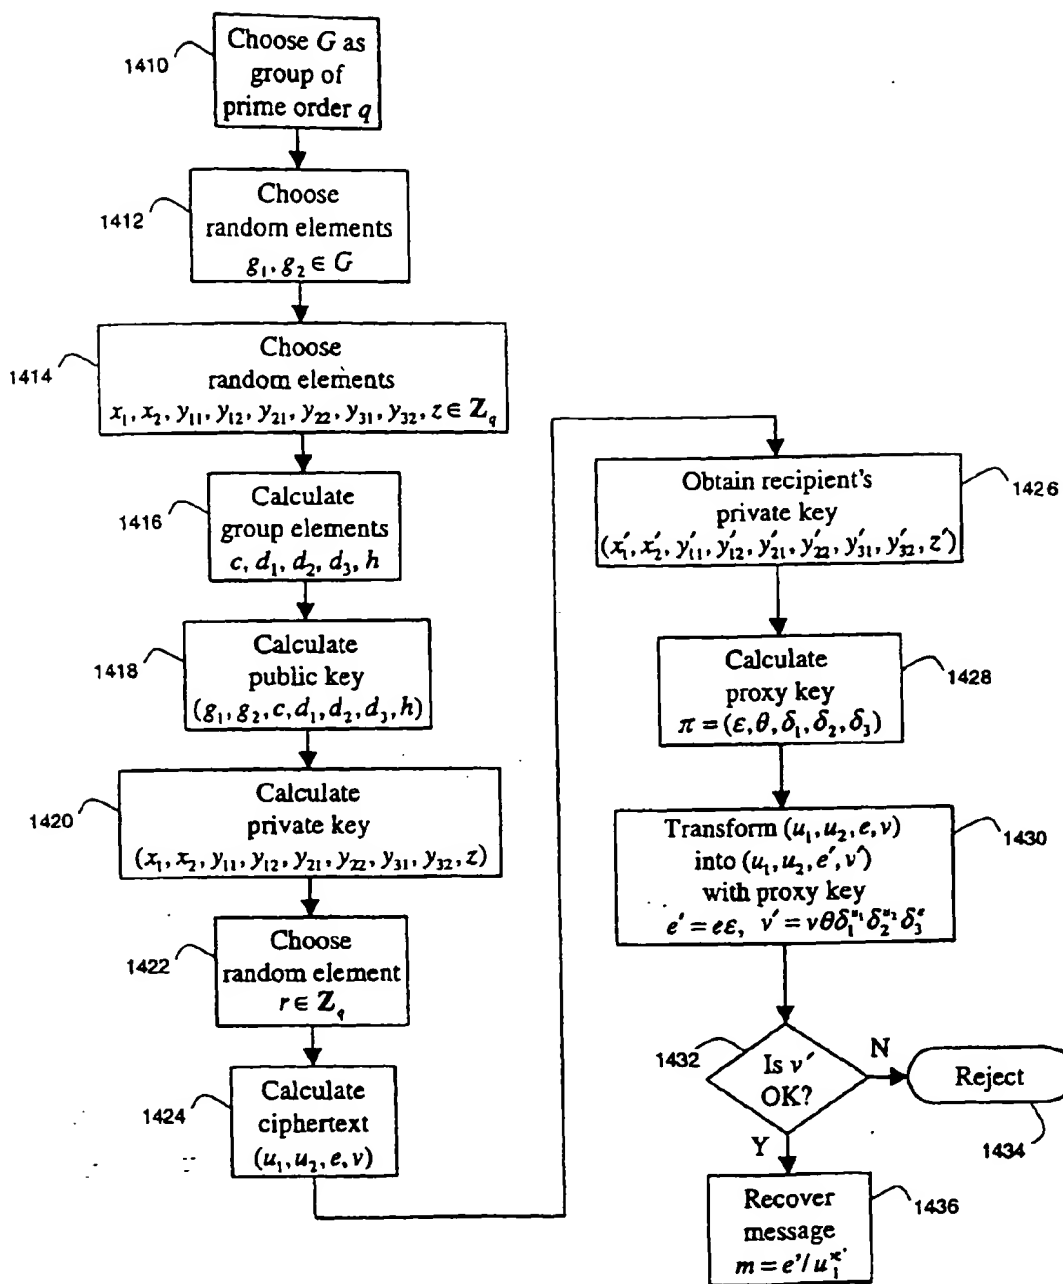 1410
Choose G as
group of
prime order q
1412
Choose
random elements
g₁, g₂ ∈ G
1414
Choose
random elements
x₁, x₂, y₁₁, y₁₂, y₂₁, y₂₂, y₃₁, y₃₂, z ∈ Z_q
1416
Calculate
group elements
c, d₁, d₂, d₃, h
1418
Calculate
public key
(g₁, g₂, c, d₁, d₂, d₃, h)
1420
Calculate
private key
(x₁, x₂, y₁₁, y₁₂, y₂₁, y₂₂, y₃₁, y₃₂, z)
1422
Choose
random element
r ∈ Z_q
1424
Calculate
ciphertext
(u₁, u₂, e, v)
1426
Obtain recipient's
private key
(x₁′, x₂′, y₁₁′, y₁₂′, y₂₁′, y₂₂′, y₃₁′, y₃₂′, z′)
1428
Calculate
proxy key
π = (ε, θ, δ₁, δ₂, δ₃)
1430
Transform (u₁, u₂, e, v)
into (u₁, u₂, e′, v′)
with proxy key
e′ = eε, v′ = vθδ₁^{u₁}δ₂^{u₂}δ₃^{e}
1432
Is v′
OK?
N
Reject
1434
Y
1436
Recover
message
m = e′/